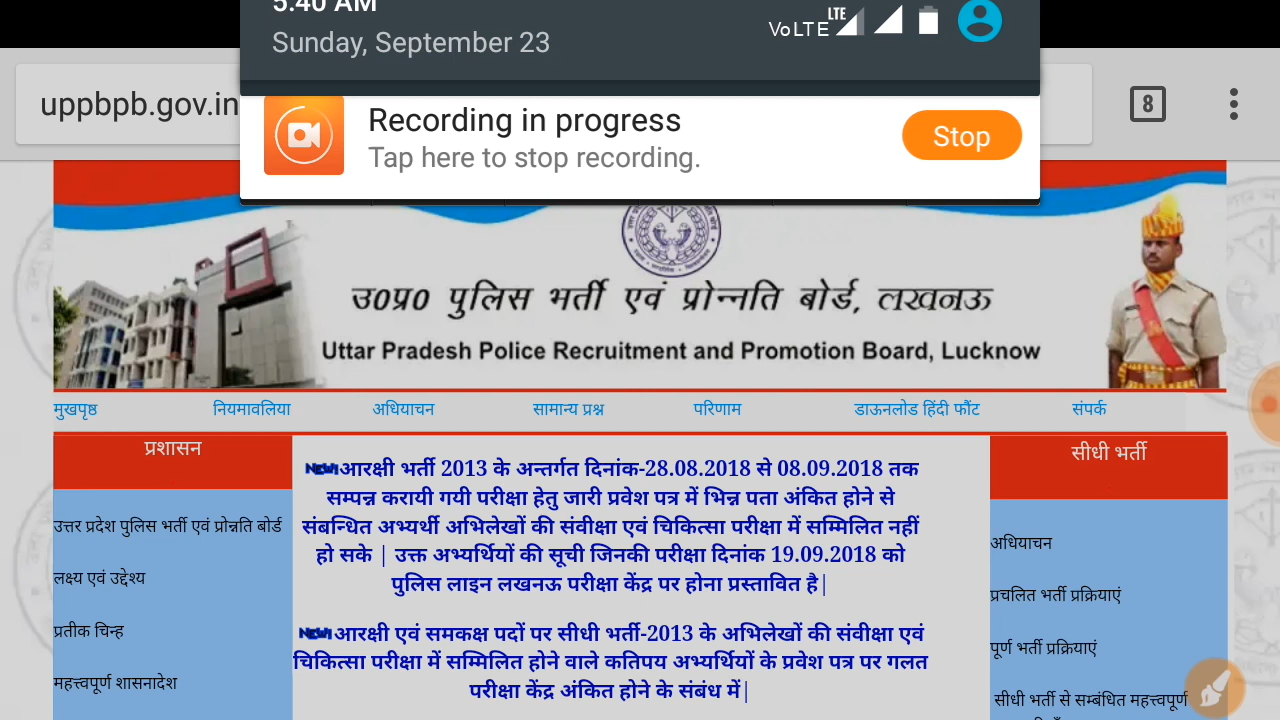 5:40 AM
Sunday, September 23
VoLTE
LTE
uppbpb.gov.in
8
Recording in progress
Tap here to stop recording.
Stop
उ0प्र0 पुलिस भर्ती एवं प्रोन्नति बोर्ड, लखनऊ
Uttar Pradesh Police Recruitment and Promotion Board, Lucknow
मुखपृष्ठ नियमावलिया अधियाचन सामान्य प्रश्न परिणाम डाऊनलोड हिंदी फौंट संपर्क
प्रशासन
सीधी भर्ती
NEW! आरक्षी भर्ती 2013 के अन्तर्गत दिनांक-28.08.2018 से 08.09.2018 तक
सम्पन्न करायी गयी परीक्षा हेतु जारी प्रवेश पत्र में भिन्न पता अंकित होने से
संबन्धित अभ्यर्थी अभिलेखों की संवीक्षा एवं चिकित्सा परीक्षा में सम्मिलित नहीं
हो सके | उक्त अभ्यर्थियों की सूची जिनकी परीक्षा दिनांक 19.09.2018 को
पुलिस लाइन लखनऊ परीक्षा केंद्र पर होना प्रस्तावित है|
NEW! आरक्षी एवं समकक्ष पदों पर सीधी भर्ती-2013 के अभिलेखों की संवीक्षा एवं
चिकित्सा परीक्षा में सम्मिलित होने वाले कतिपय अभ्यर्थियों के प्रवेश पत्र पर गलत
परीक्षा केंद्र अंकित होने के संबंध में|
उत्तर प्रदेश पुलिस भर्ती एवं प्रोन्नति बोर्ड
लक्ष्य एवं उद्देश्य
प्रतीक चिन्ह
महत्त्वपूर्ण शासनादेश
अधियाचन
प्रचलित भर्ती प्रक्रियाएं
पूर्ण भर्ती प्रक्रियाएं
सीधी भर्ती से सम्बंधित महत्त्वपूर्ण